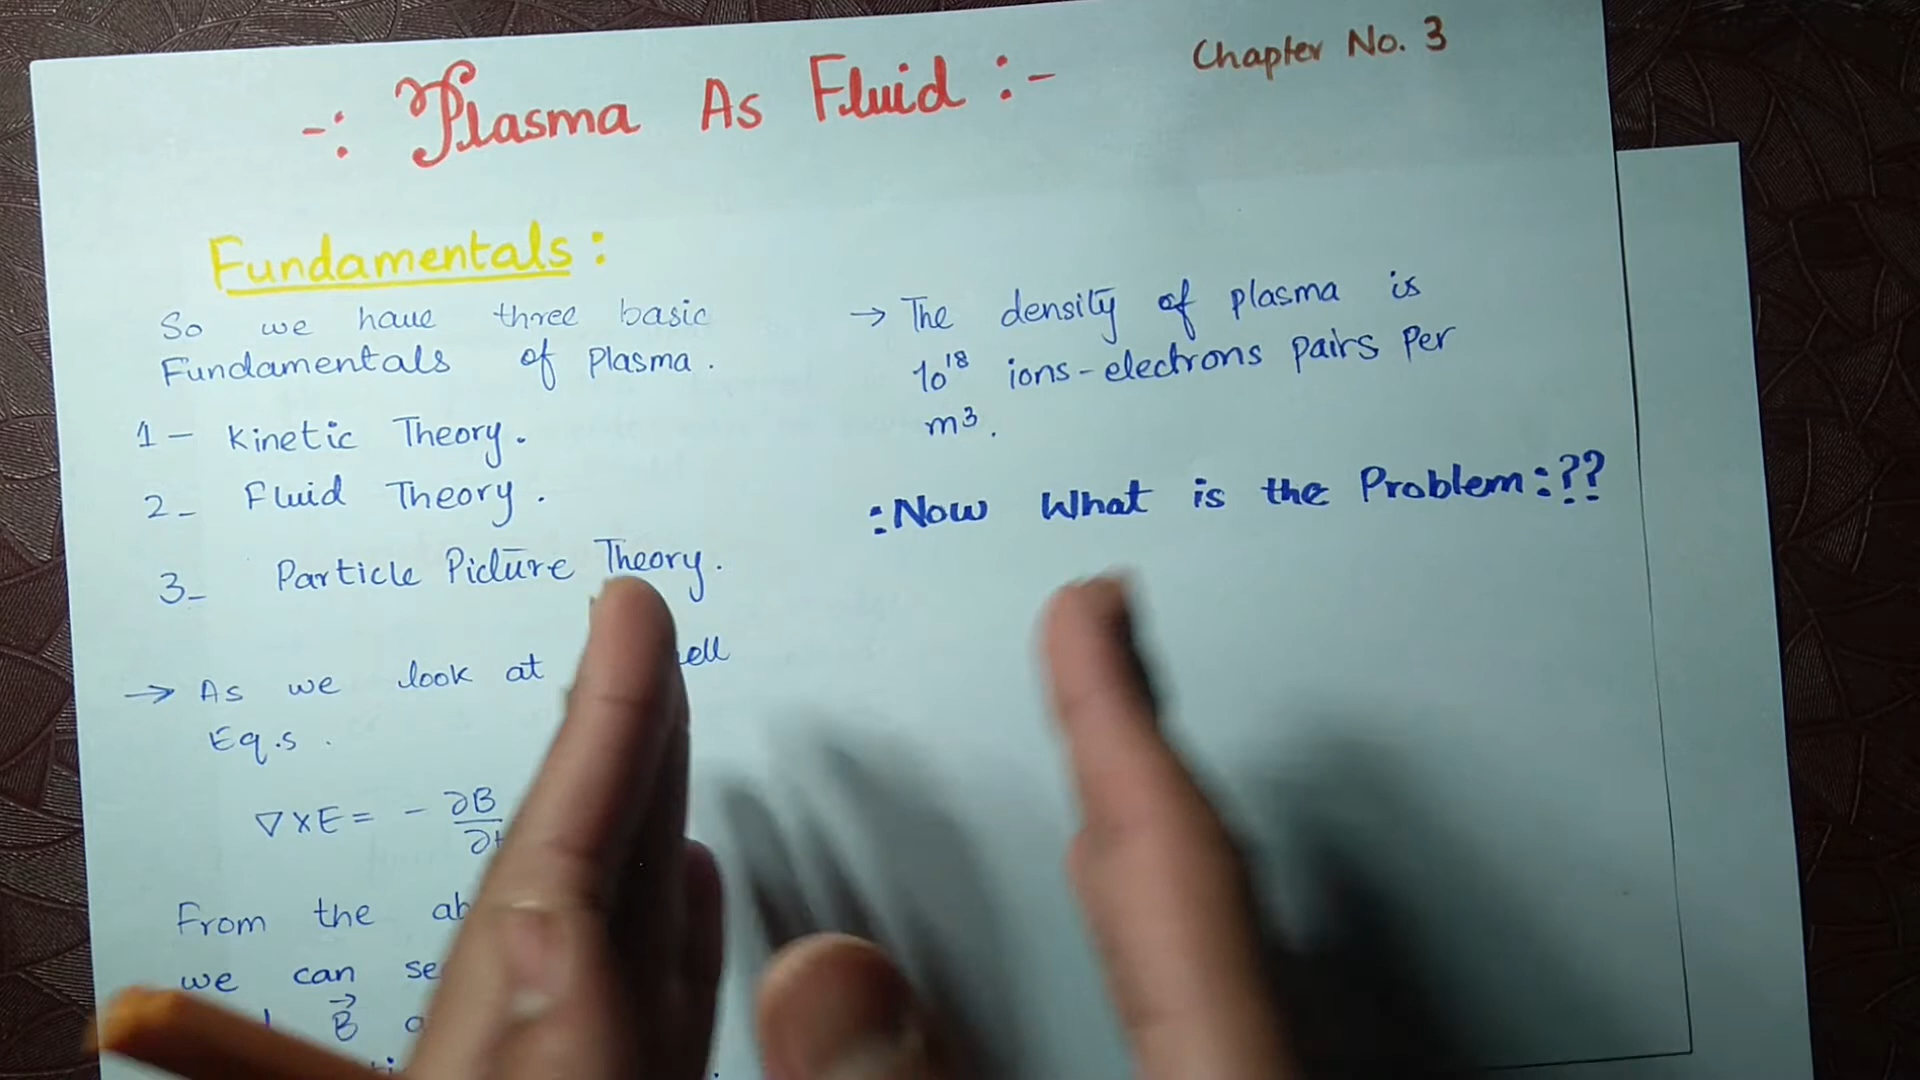 -: Plasma As Fluid :-
Chapter No. 3
Fundamentals:
So we have three basic
Fundamentals of Plasma.
1- Kinetic Theory.
2- Fluid Theory.
3- Particle Picture Theory.
→ As we look at
Eq.s.
∇×E = - ∂B/∂t
From the
we can
B⃗
→ The density of plasma is
10¹⁸ ions-electrons pairs per
m³.
:Now What is the Problem:??